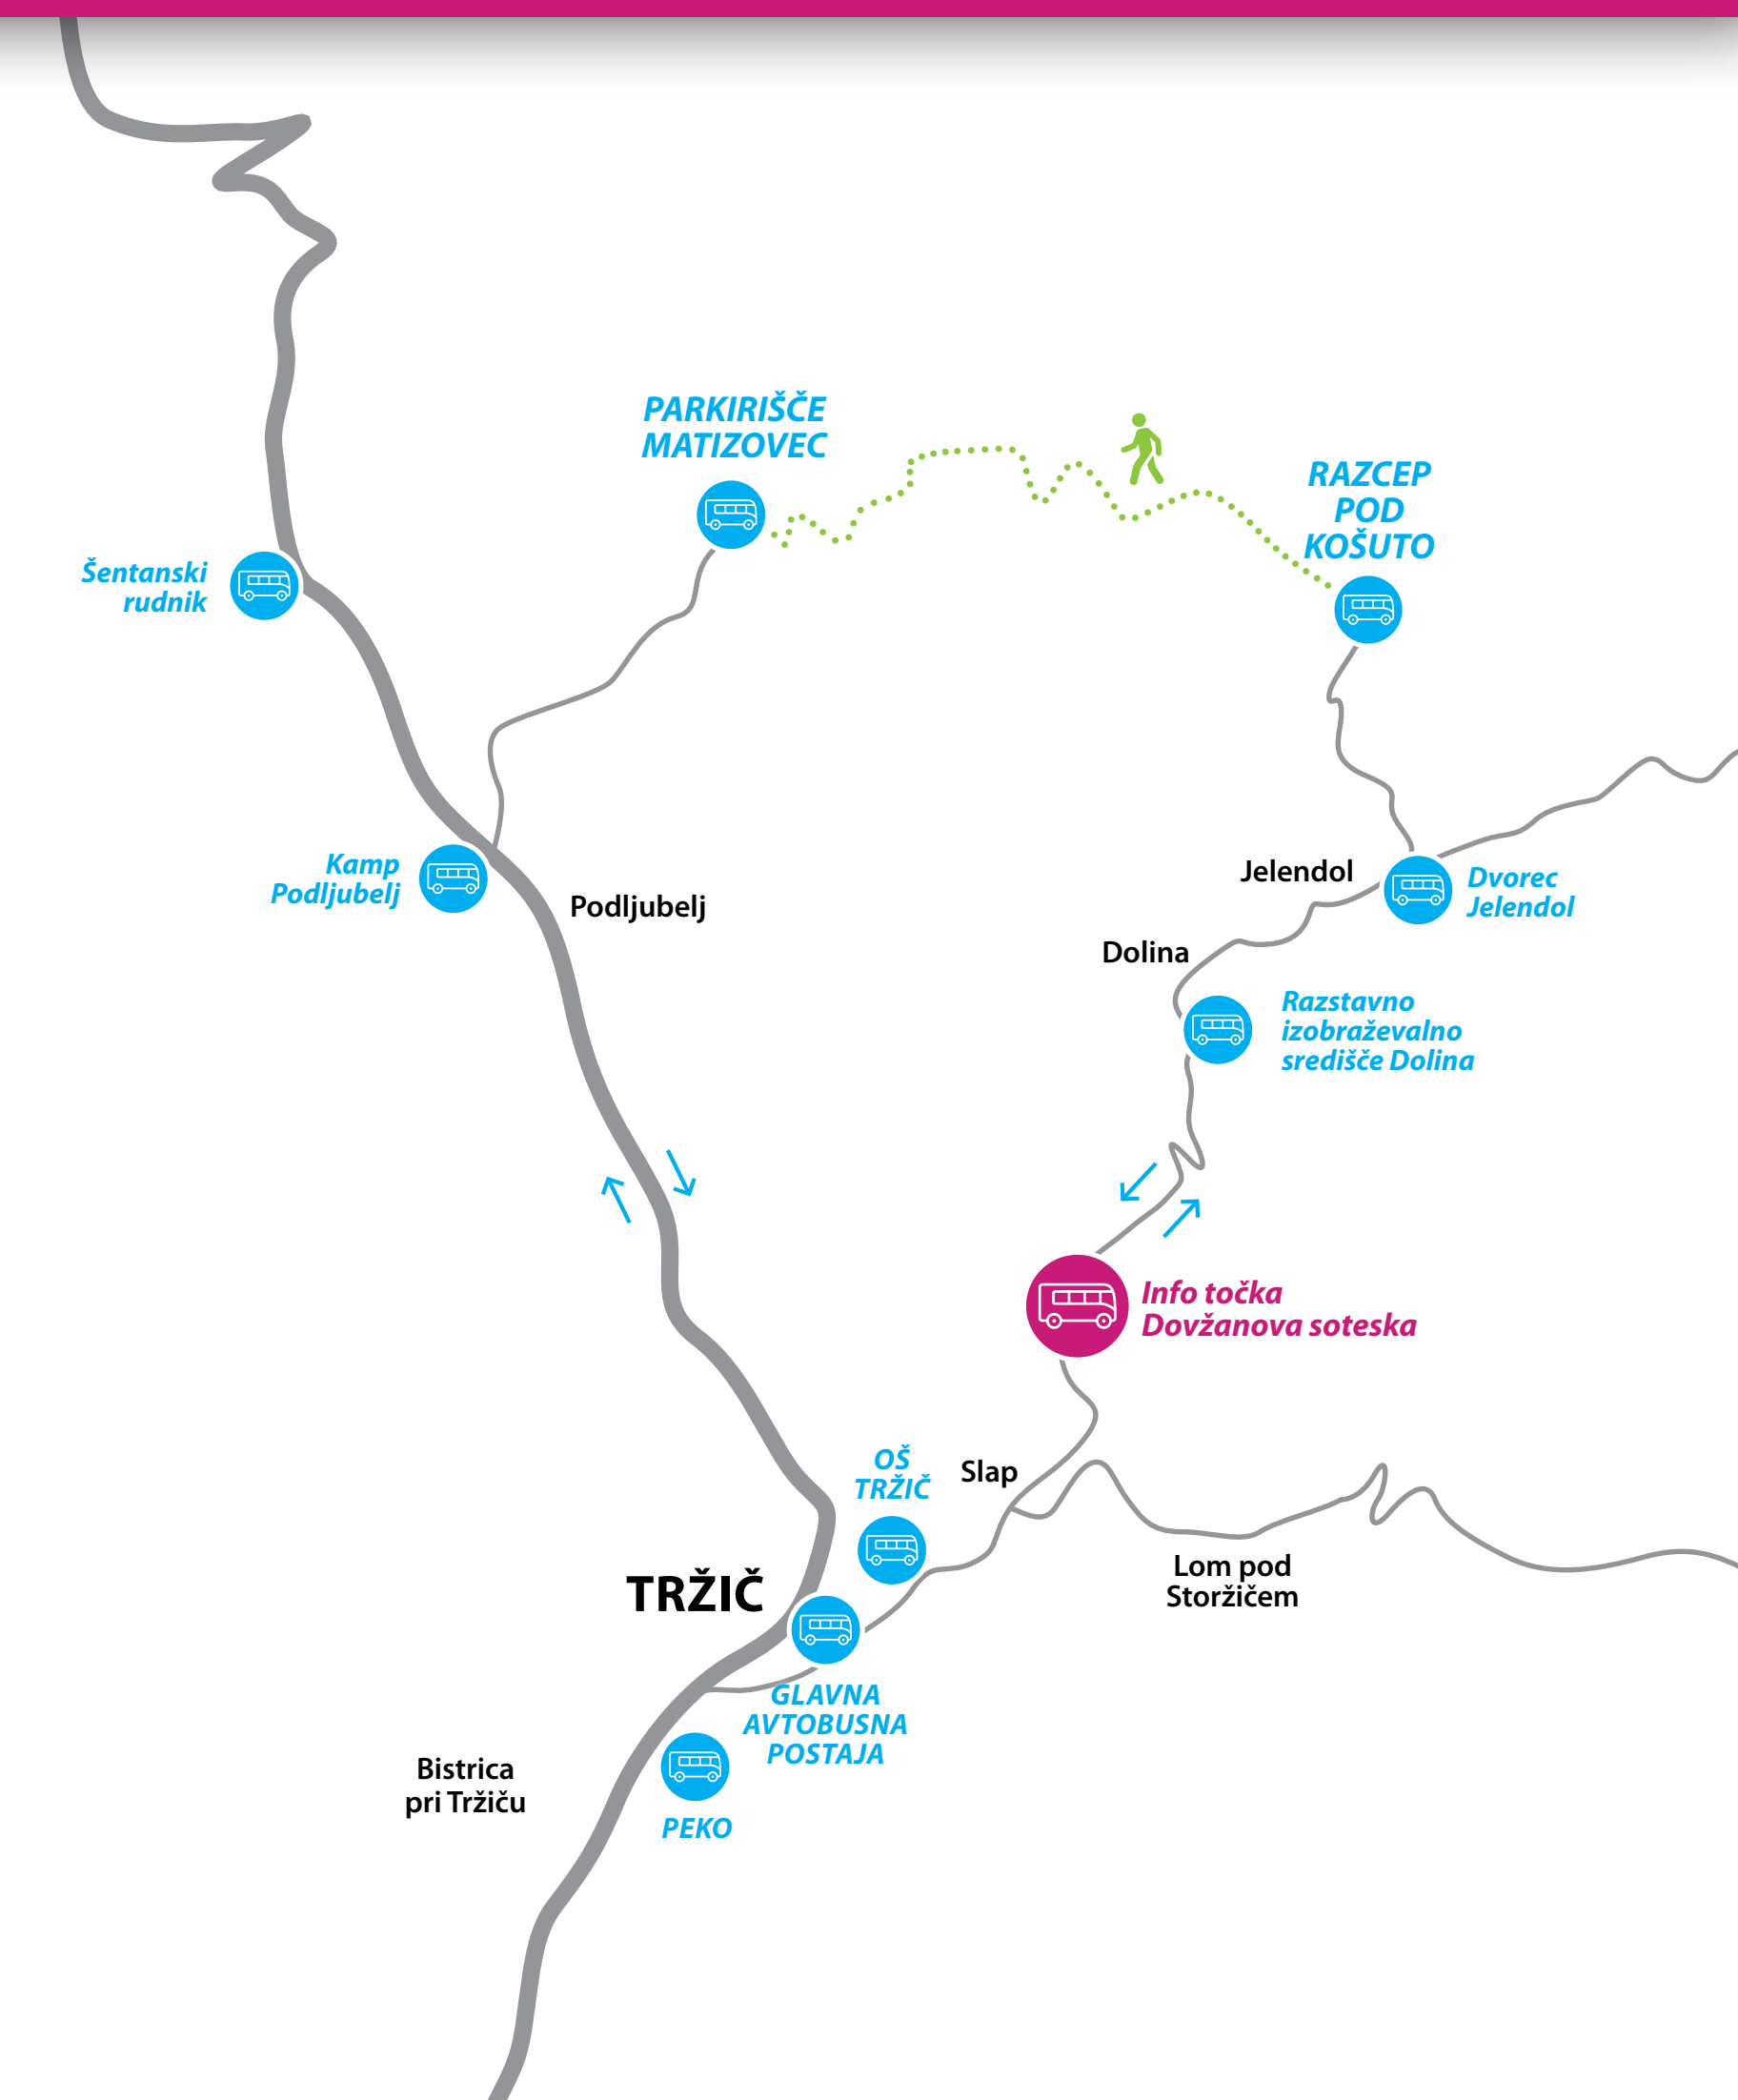 PARKIRIŠČE
MATIZOVEC
RAZCEP
POD
KOŠUTO
Šentanski
rudnik
Kamp
Podljubelj
Podljubelj
Jelendol
Dvorec
Jelendol
Dolina
Razstavno
izobraževalno
središče Dolina
Info točka
Dovžanova soteska
OŠ
TRŽIČ
Slap
TRŽIČ
Lom pod
Storžičem
GLAVNA
AVTOBUSNA
POSTAJA
Bistrica
pri Tržiču
PEKO